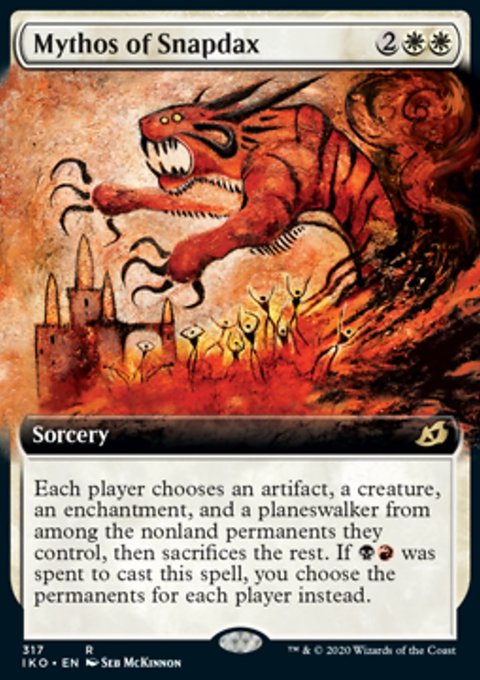 Mythos of Snapdax 2
Sorcery
Each player chooses an artifact, a creature,
an enchantment, and a planeswalker from
among the nonland permanents they
control, then sacrifices the rest. If was
spent to cast this spell, you choose the
permanents for each player instead.
317 R
IKO • EN Seb McKinnon
™ & © 2020 Wizards of the Coast